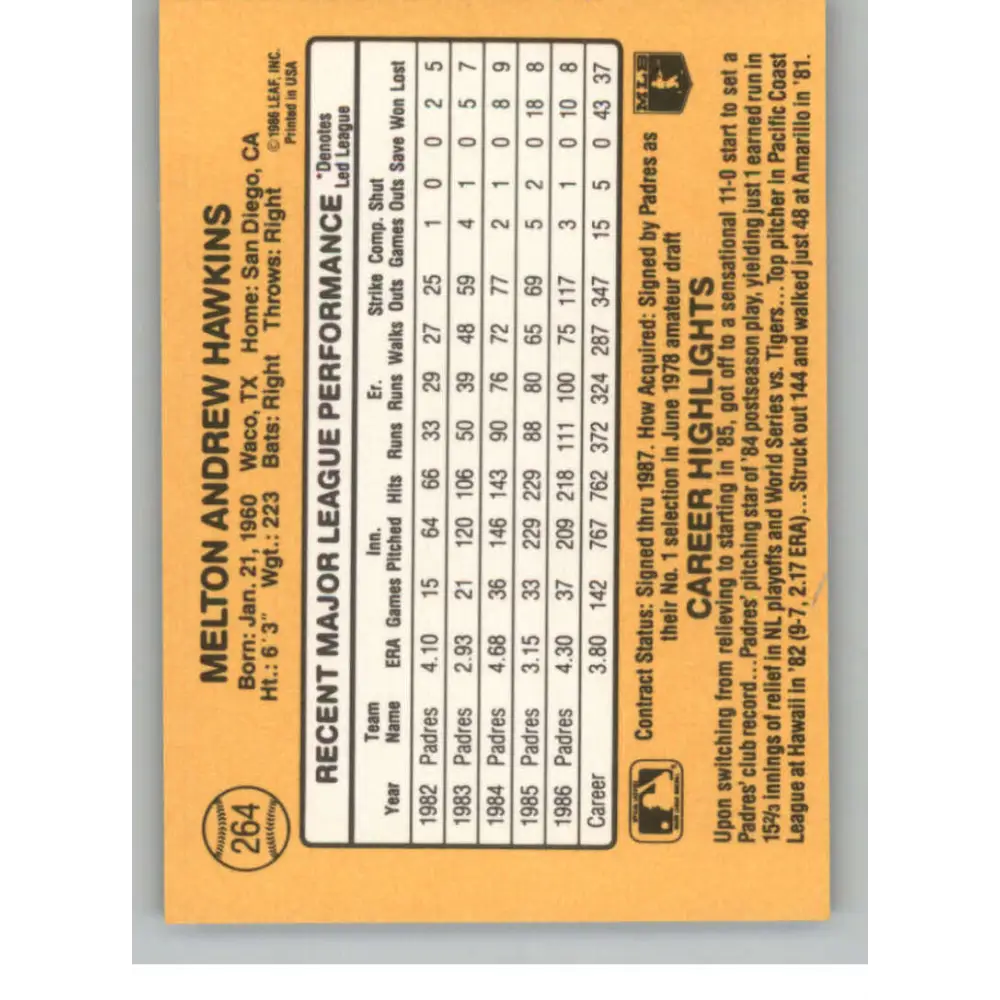 264
MELTON ANDREW HAWKINS
Born: Jan. 21, 1960 Waco, TX Home: San Diego, CA
Ht.: 6' 3" Wgt.: 223 Bats: Right Throws: Right
©1986 LEAF, INC.
Printed in USA
RECENT MAJOR LEAGUE PERFORMANCE *Denotes Led League
Year Team Name ERA Games Inn. Pitched Hits Runs Er. Runs Walks Strike Outs Comp. Games Shut Outs Save Won Lost
1982 Padres 4.10 15 64 66 33 29 27 25 1 0 0 2 5
1983 Padres 2.93 21 120 106 50 39 48 59 4 1 0 5 7
1984 Padres 4.68 36 146 143 90 76 72 77 2 1 0 8 9
1985 Padres 3.15 33 229 229 88 80 65 69 5 2 0 18 8
1986 Padres 4.30 37 209 218 111 100 75 117 3 1 0 10 8
Career 3.80 142 767 762 372 324 287 347 15 5 0 43 37
Contract Status: Signed thru 1987. How Acquired: Signed by Padres as
their No. 1 selection in June 1978 amateur draft
MLB
CAREER HIGHLIGHTS
Upon switching from relieving to starting in '85, got off to a sensational 11-0 start to set a
Padres' club record...Padres' pitching star of '84 postseason play, yielding just 1 earned run in
15⅔ innings of relief in NL playoffs and World Series vs. Tigers... Top pitcher in Pacific Coast
League at Hawaii in '82 (9-7, 2.17 ERA)...Struck out 144 and walked just 48 at Amarillo in '81.